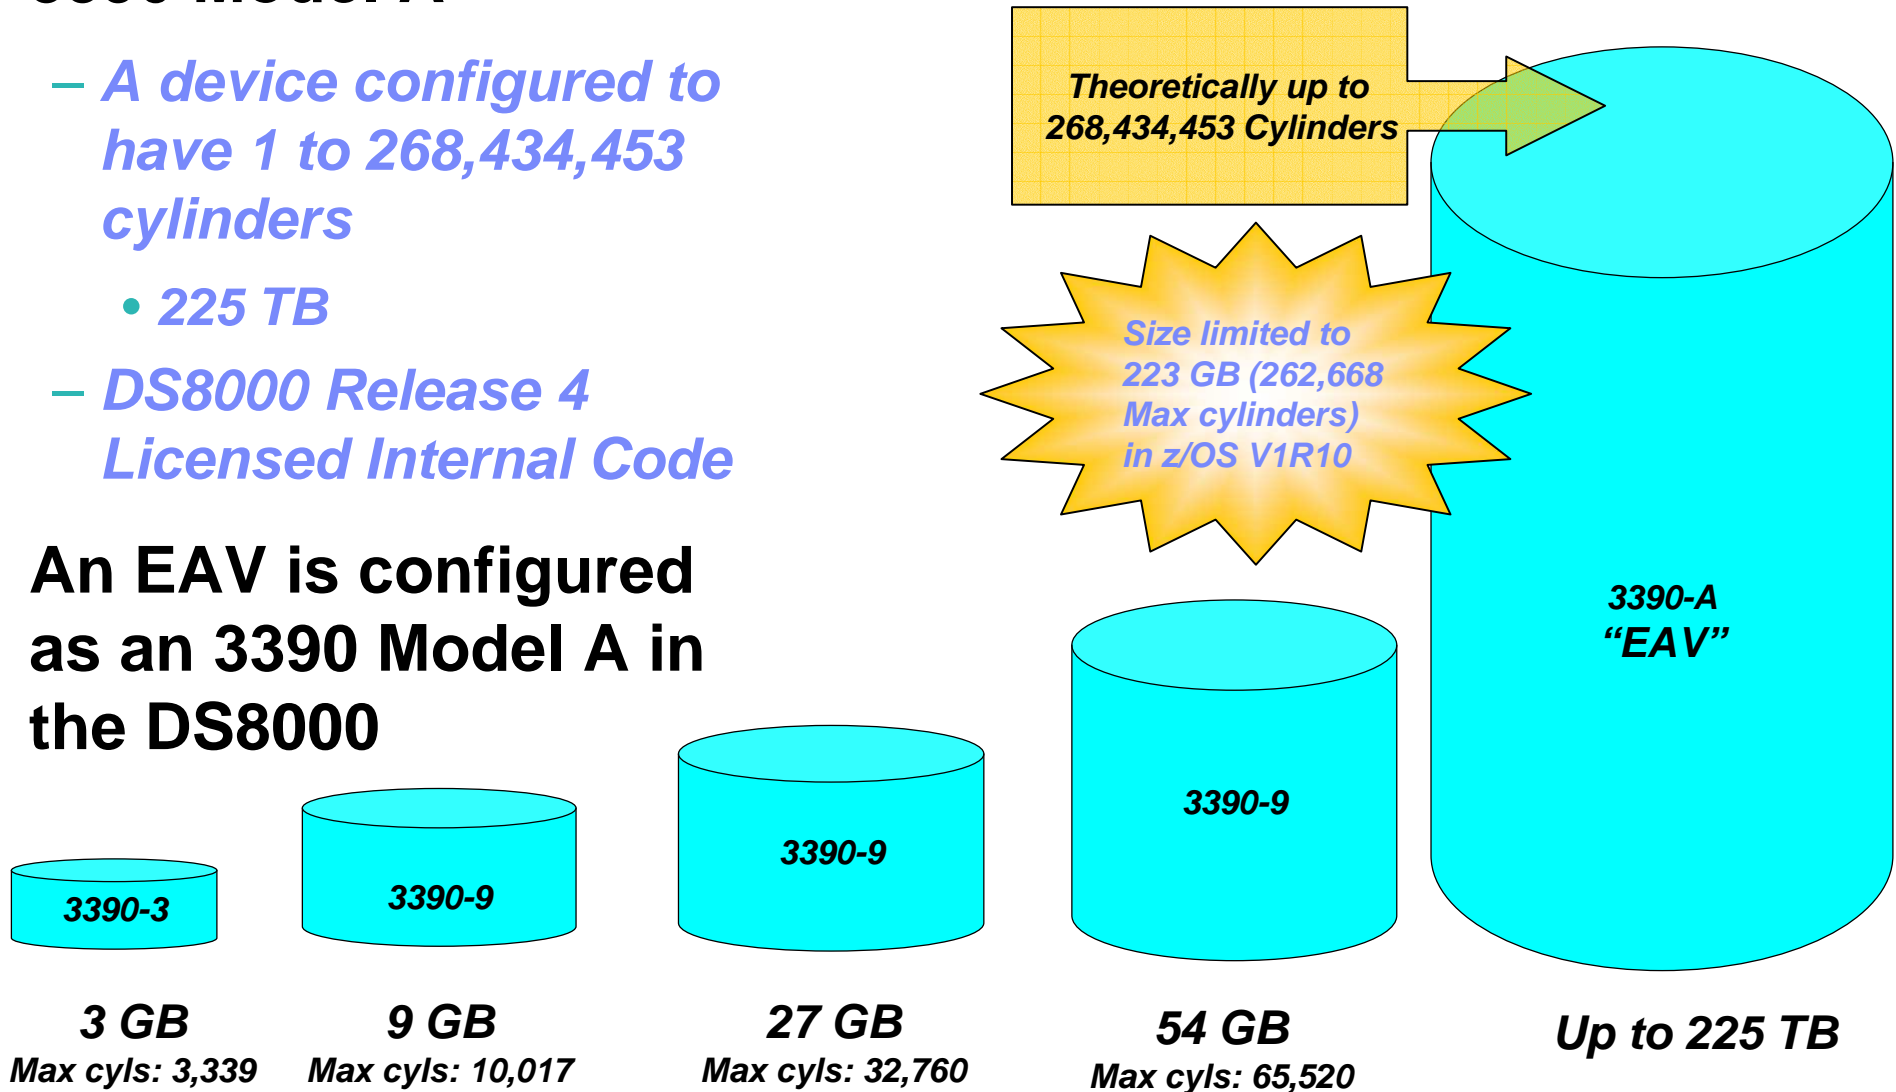 3390 Model A
– A device configured to
have 1 to 268,434,453
cylinders
• 225 TB
– DS8000 Release 4
Licensed Internal Code
An EAV is configured
as an 3390 Model A in
the DS8000
Theoretically up to
268,434,453 Cylinders
Size limited to
223 GB (262,668
Max cylinders)
in z/OS V1R10
3390-3
3390-9
3390-9
3390-9
3390-A
“EAV”
3 GB
Max cyls: 3,339
9 GB
Max cyls: 10,017
27 GB
Max cyls: 32,760
54 GB
Max cyls: 65,520
Up to 225 TB